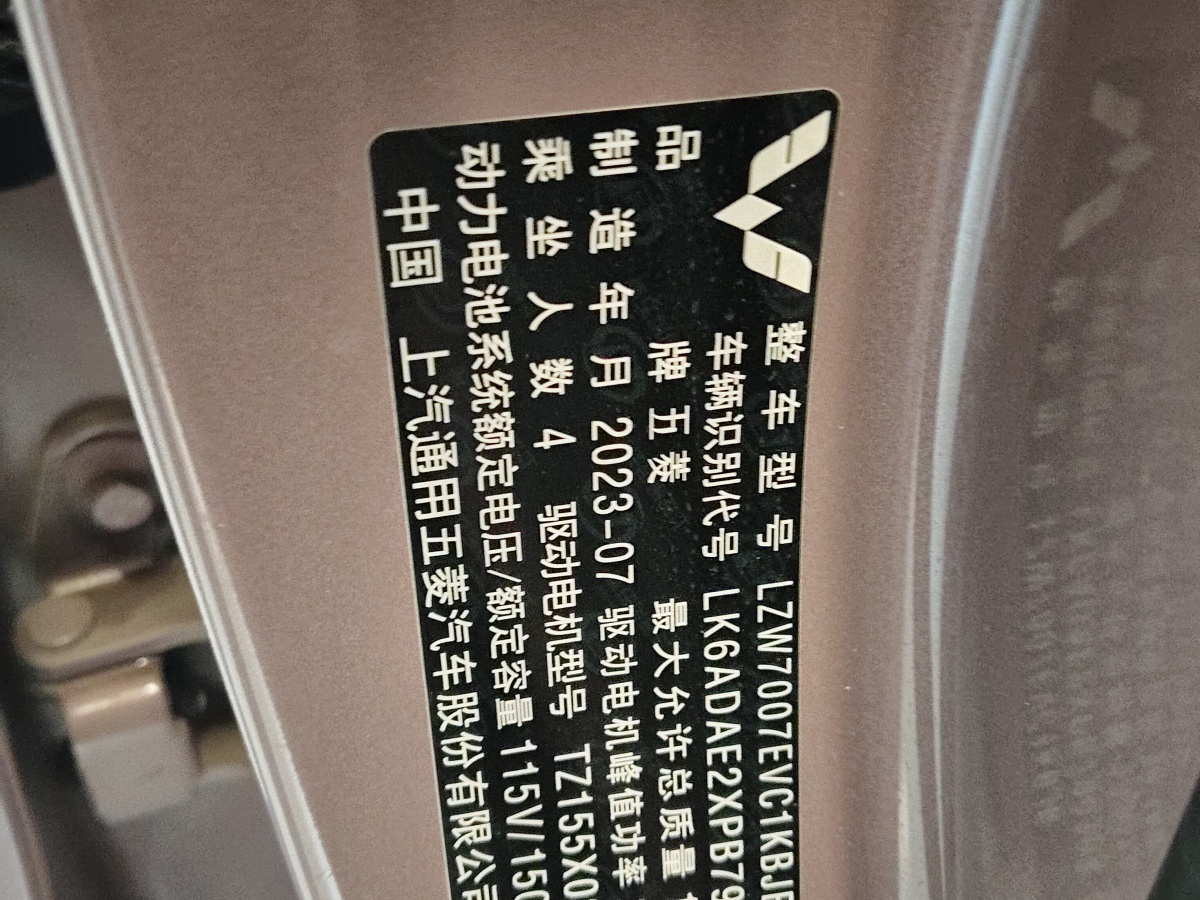 整车型号 LZW7007EVC1KBJ
车辆识别代号 LK6ADAE2XPB79
品牌 五菱 最大允许总质量
制造年月 2023-07 驱动电机峰值功率
乘坐人数 4 驱动电机型号 TZ155X0
动力电池系统额定电压/额定容量 115V/150
中国 上汽通用五菱汽车股份有限公司